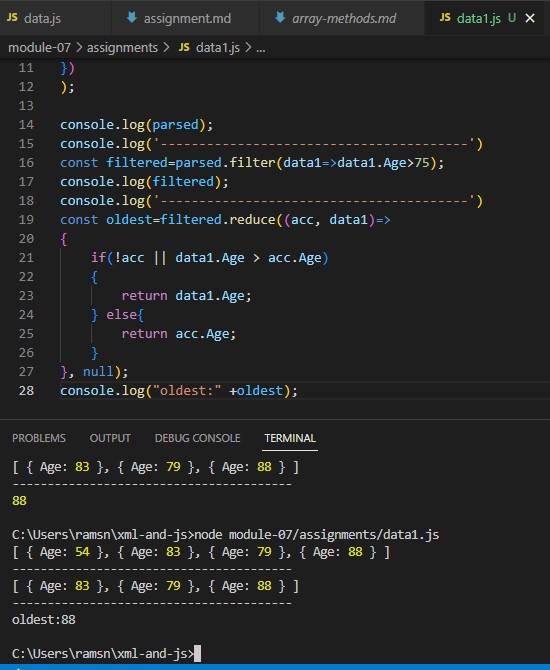 data.js assignment.md array-methods.md JS data1.js U ×
module-07 > assignments > JS data1.js > ...
11 })
12 );
13
14 console.log(parsed);
15 console.log('----------------------------------------')
16 const filtered=parsed.filter(data1=>data1.Age>75);
17 console.log(filtered);
18 console.log('----------------------------------------')
19 const oldest=filtered.reduce((acc, data1)=>
20 {
21 if(!acc || data1.Age > acc.Age)
22 {
23 return data1.Age;
24 } else{
25 return acc.Age;
26 }
27 }, null);
28 console.log("oldest:" +oldest);
PROBLEMS OUTPUT DEBUG CONSOLE TERMINAL
[ { Age: 83 }, { Age: 79 }, { Age: 88 } ]
----------------------------------------
88
C:\Users\ramsn\xml-and-js>node module-07/assignments/data1.js
[ { Age: 54 }, { Age: 83 }, { Age: 79 }, { Age: 88 } ]
----------------------------------------
[ { Age: 83 }, { Age: 79 }, { Age: 88 } ]
----------------------------------------
oldest:88
C:\Users\ramsn\xml-and-js>